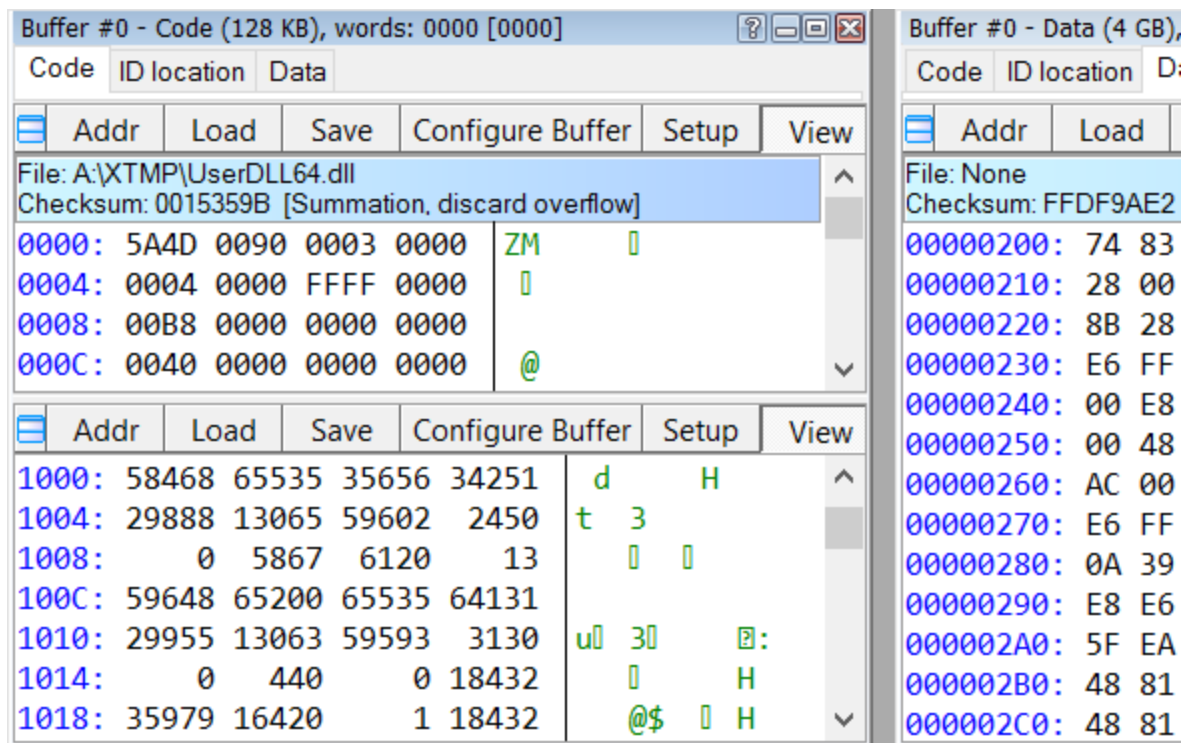 Buffer #0 - Code (128 KB), words: 0000 [0000]
Code ID location Data
Addr Load Save Configure Buffer Setup View
File: A:\XTMP\UserDLL64.dll
Checksum: 0015359B [Summation, discard overflow]
0000: 5A4D 0090 0003 0000 ZM
0004: 0004 0000 FFFF 0000
0008: 00B8 0000 0000 0000
000C: 0040 0000 0000 0000 @
Addr Load Save Configure Buffer Setup View
1000: 58468 65535 35656 34251 d H
1004: 29888 13065 59602 2450 t 3
1008: 0 5867 6120 13
100C: 59648 65200 65535 64131
1010: 29955 13063 59593 3130 u 3 :
1014: 0 440 0 18432 H
1018: 35979 16420 1 18432 @$ H
Buffer #0 - Data (4 GB),
Code ID location
Addr Load
File: None
Checksum: FFDF9AE2
00000200: 74 83
00000210: 28 00
00000220: 8B 28
00000230: E6 FF
00000240: 00 E8
00000250: 00 48
00000260: AC 00
00000270: E6 FF
00000280: 0A 39
00000290: E8 E6
000002A0: 5F EA
000002B0: 48 81
000002C0: 48 81